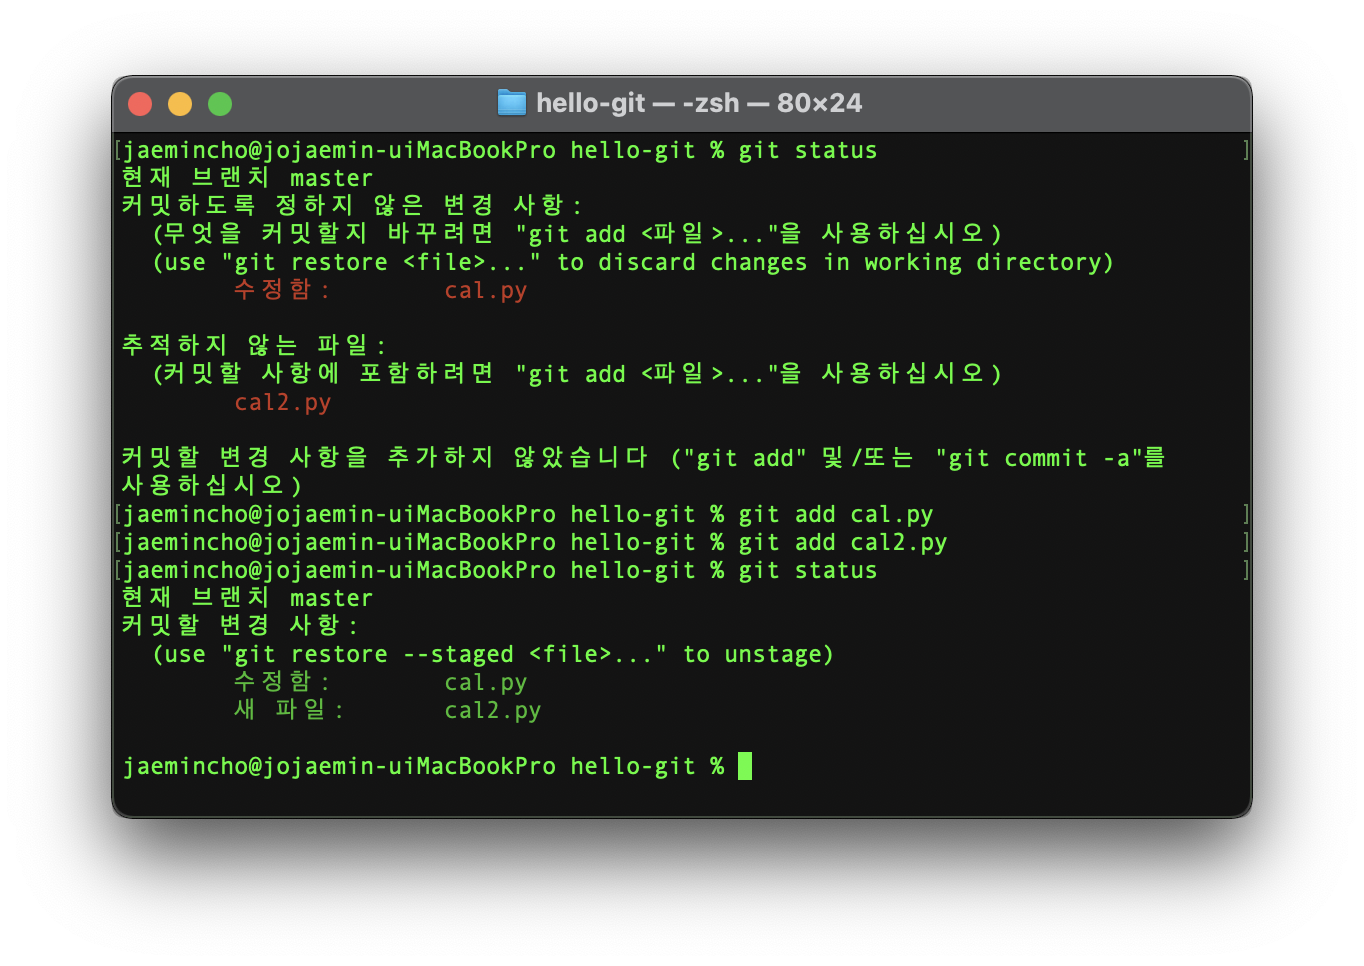 hello-git — -zsh — 80×24
[jaemincho@jojaemin-uiMacBookPro hello-git % git status ]
현재 브랜치 master
커밋하도록 정하지 않은 변경 사항:
(무엇을 커밋할지 바꾸려면 "git add <파일>..."을 사용하십시오)
(use "git restore <file>..." to discard changes in working directory)
수정함: cal.py
추적하지 않는 파일:
(커밋할 사항에 포함하려면 "git add <파일>..."을 사용하십시오)
cal2.py
커밋할 변경 사항을 추가하지 않았습니다 ("git add" 및/또는 "git commit -a"를
사용하십시오)
[jaemincho@jojaemin-uiMacBookPro hello-git % git add cal.py ]
[jaemincho@jojaemin-uiMacBookPro hello-git % git add cal2.py ]
[jaemincho@jojaemin-uiMacBookPro hello-git % git status ]
현재 브랜치 master
커밋할 변경 사항:
(use "git restore --staged <file>..." to unstage)
수정함: cal.py
새 파일: cal2.py
jaemincho@jojaemin-uiMacBookPro hello-git %